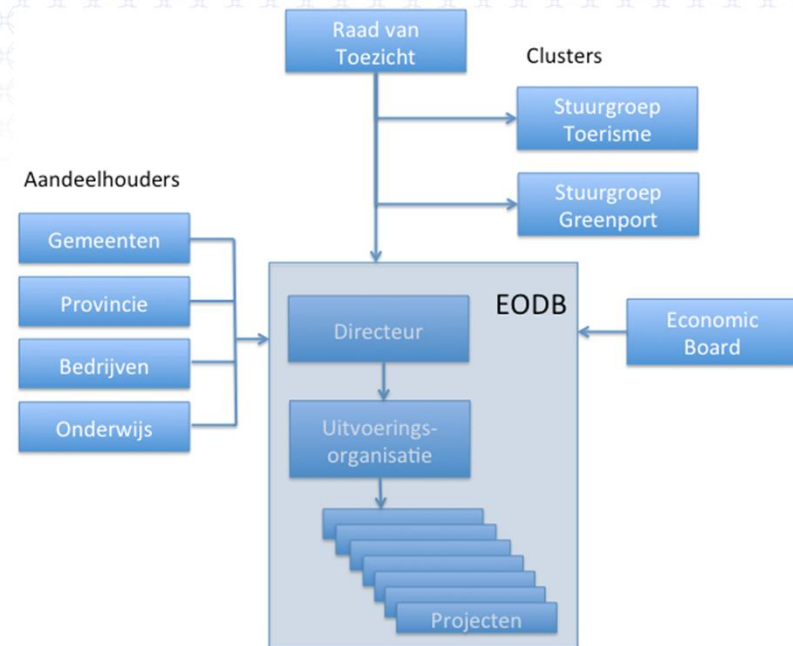 Raad van
Toezicht
Clusters
Stuurgroep
Toerisme
Stuurgroep
Greenport
Aandeelhouders
Gemeenten
Provincie
Bedrijven
Onderwijs
EODB
Directeur
Uitvoerings-
organisatie
Projecten
Economic
Board